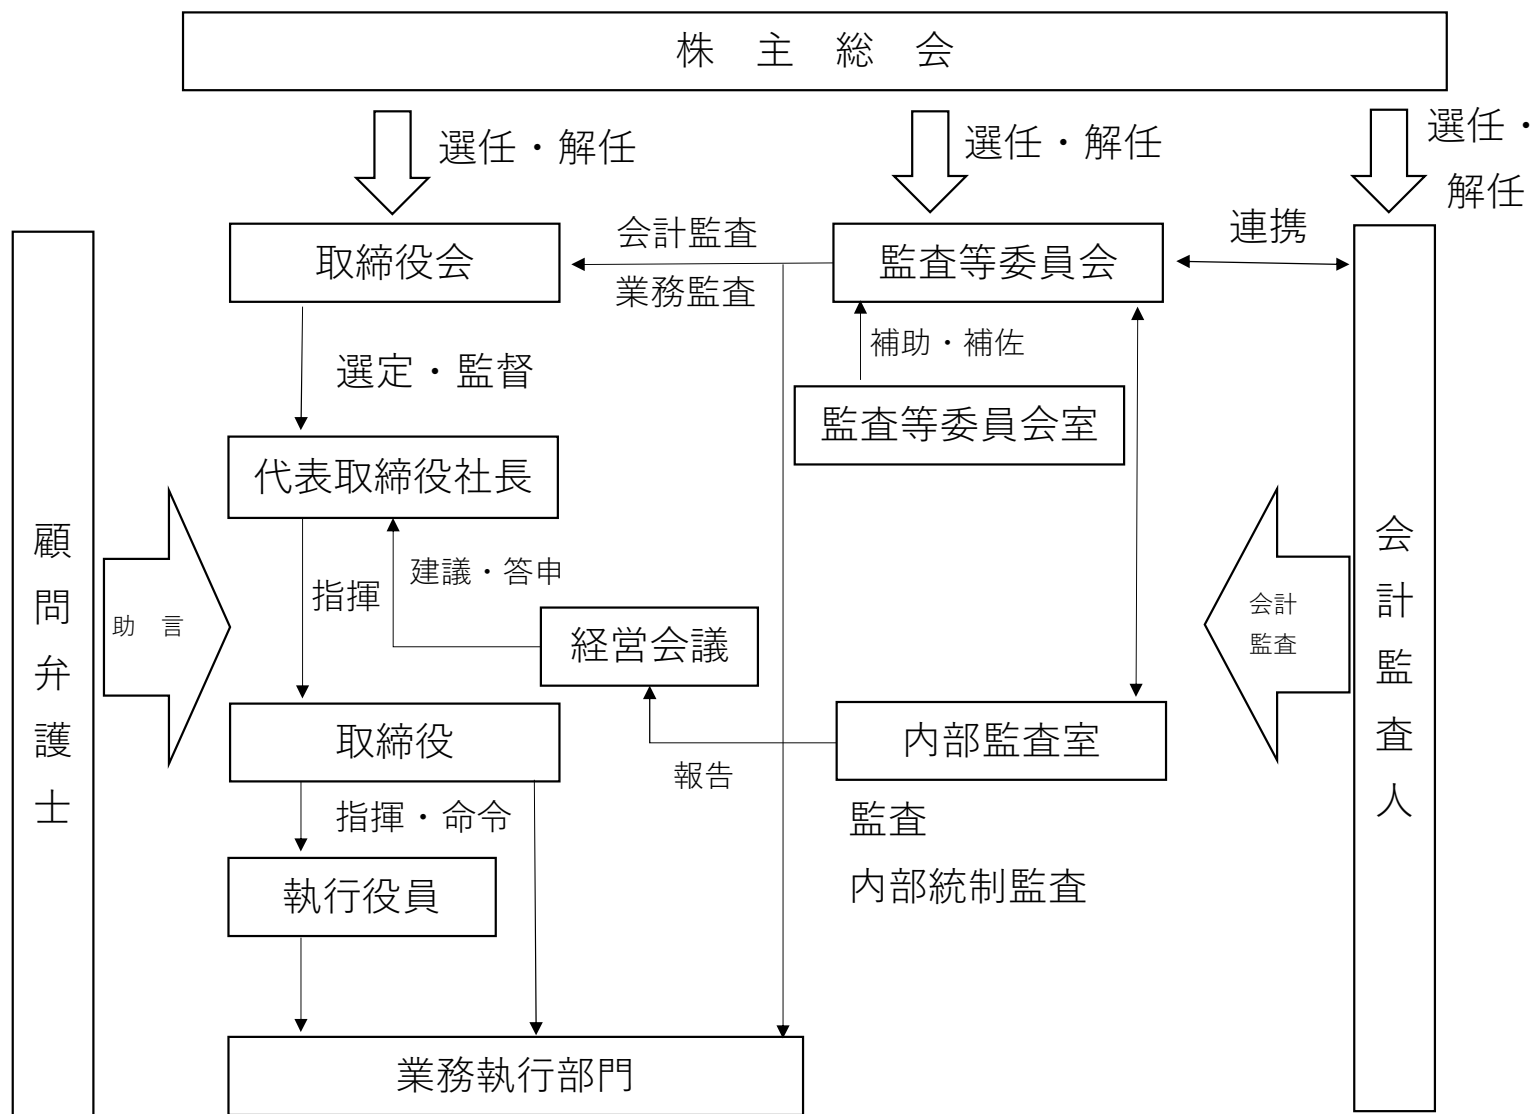 株　主　総　会
選任・解任
選任・解任
選任・
解任
取締役会
会計監査
業務監査
監査等委員会
連携
補助・補佐
選定・監督
監査等委員会室
代表取締役社長
顧問弁護士
助　言
指揮
建議・答申
経営会議
会計
監査
会計監査人
取締役
報告
内部監査室
指揮・命令
監査
内部統制監査
執行役員
業務執行部門